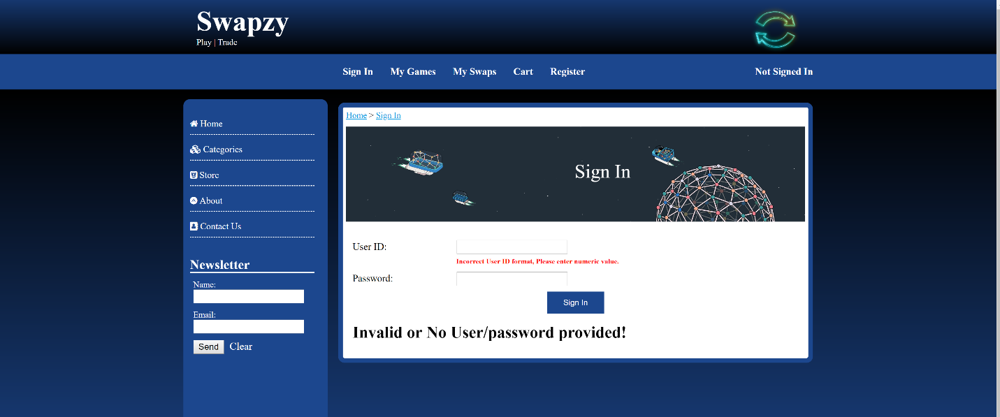 Swapzy
Play | Trade
Sign In My Games My Swaps Cart Register Not Signed In
Home
Categories
Store
About
Contact Us
Newsletter
Name:
Email:
Send Clear
Home > Sign In
Sign In
User ID:
Incorrect User ID format, Please enter numeric value.
Password:
Sign In
Invalid or No User/password provided!